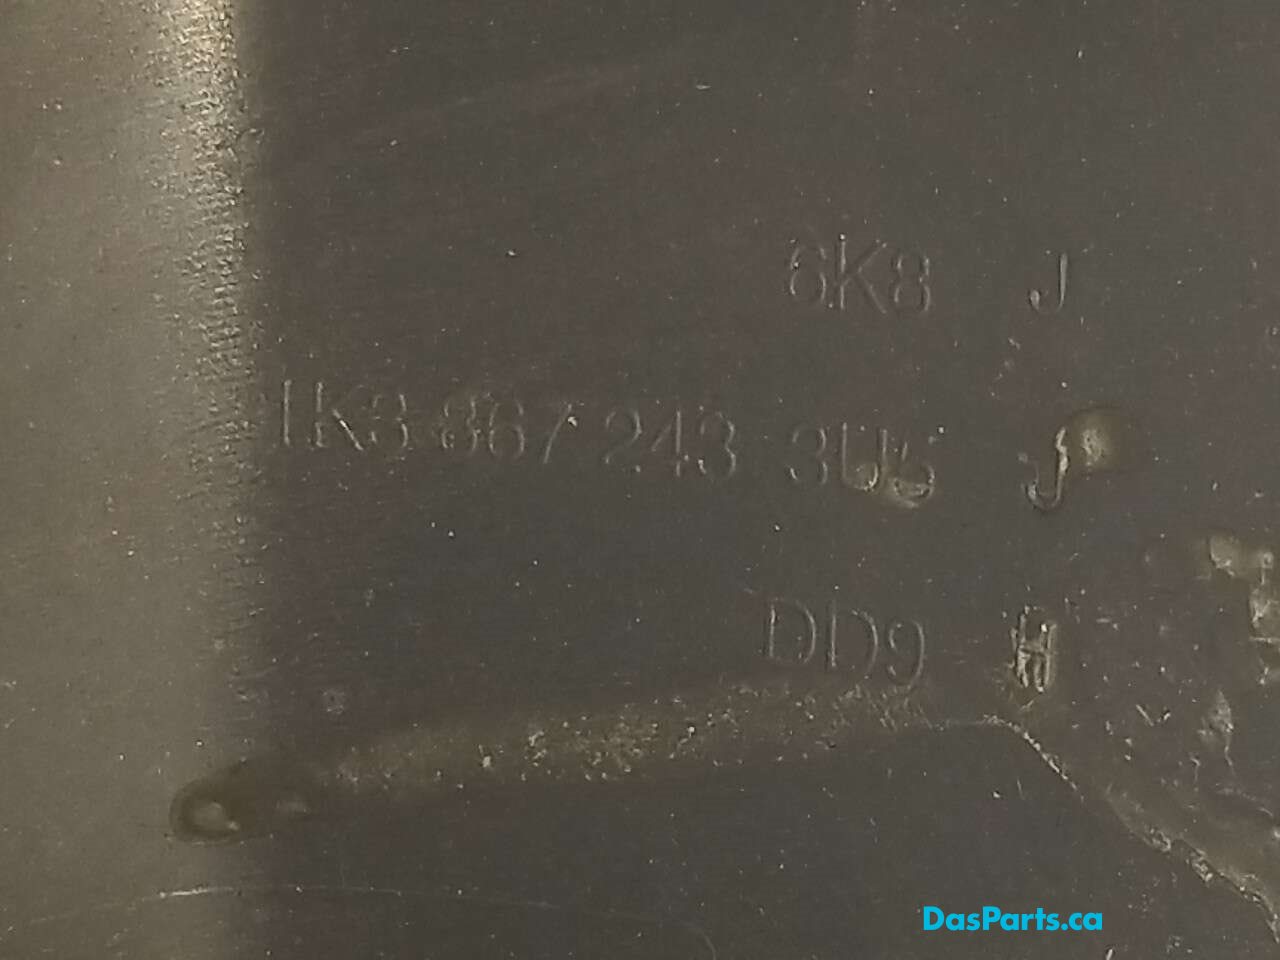 6K8 J
1K3 867 243 3U5 J
DD9 H
DasParts.ca